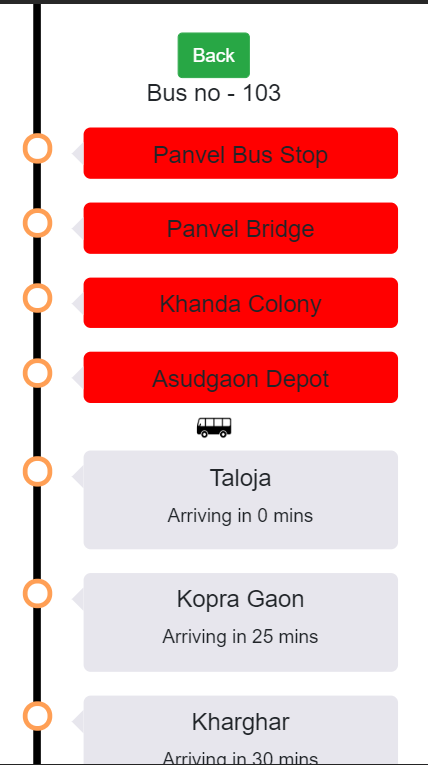 Back
Bus no - 103
Panvel Bus Stop
Panvel Bridge
Khanda Colony
Asudgaon Depot
Taloja
Arriving in 0 mins
Kopra Gaon
Arriving in 25 mins
Kharghar
Arriving in 30 mins